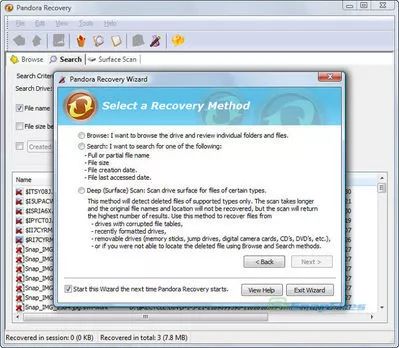 Pandora Recovery
File Edit View Tools Help
Browse Search Surface Scan
Search Criteria
Search Drive:
File name
File size be
Created
Name
$ITSY08J.
$ISUPACW
$ISRIA6X
$IPYCTOJ
$II7CYRM
$RI7CYRM
Snap_IMG
Snap_IMG
Snap_IMG
Snap_IMG
Snap_IMG
Pandora Recovery Wizard
Select a Recovery Method
Browse: I want to browse the drive and review individual folders and files.
Search: I want to search for one of the following:
- Full or partial file name
- File size
- File creation date.
- File last accessed date.
Deep (Surface) Scan: Scan drive surface for files of certain types.
This method will detect deleted files of supported types only. The scan takes longer
and the original file names and location will not be recovered, but the scan will return
the highest number of results. Use this method to recover files from
- drives with corrupted file tables,
- recently formatted drives,
- removable drives (memory sticks, jump drives, digital camera cards, CD's, DVD's, etc.),
- or if you were not able to locate the deleted file using Browse and Search methods.
< Back Next >
Start this Wizard the next time Pandora Recovery starts.
View Help Exit Wizard
Recovered in session: 0 (0 KB) Recovered in total: 3 (7.8 MB)